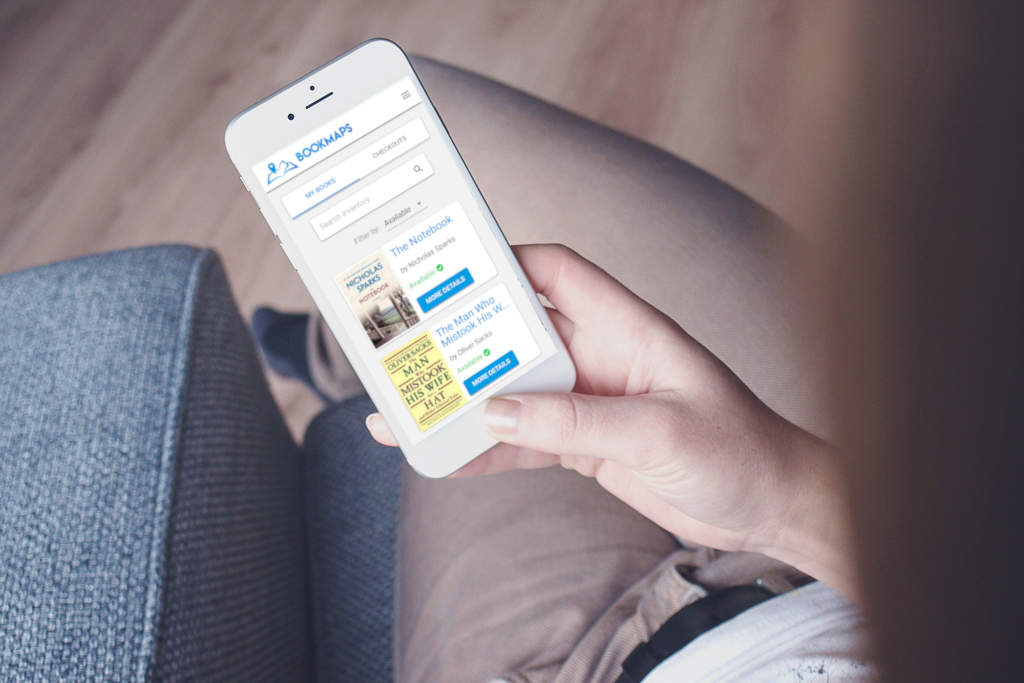 BOOKMAPS
MY BOOKS
CHECKOUTS
Search Inventory
Filter by: Available
The Notebook
by Nicholas Sparks
Available
MORE DETAILS
NICHOLAS
SPARKS
NOTEBOOK
The Man Who
Mistook His W...
by Oliver Sacks
Available
MORE DETAILS
OLIVER SACKS
The
MAN
WHO
MISTOOK
HIS WIFE
HAT